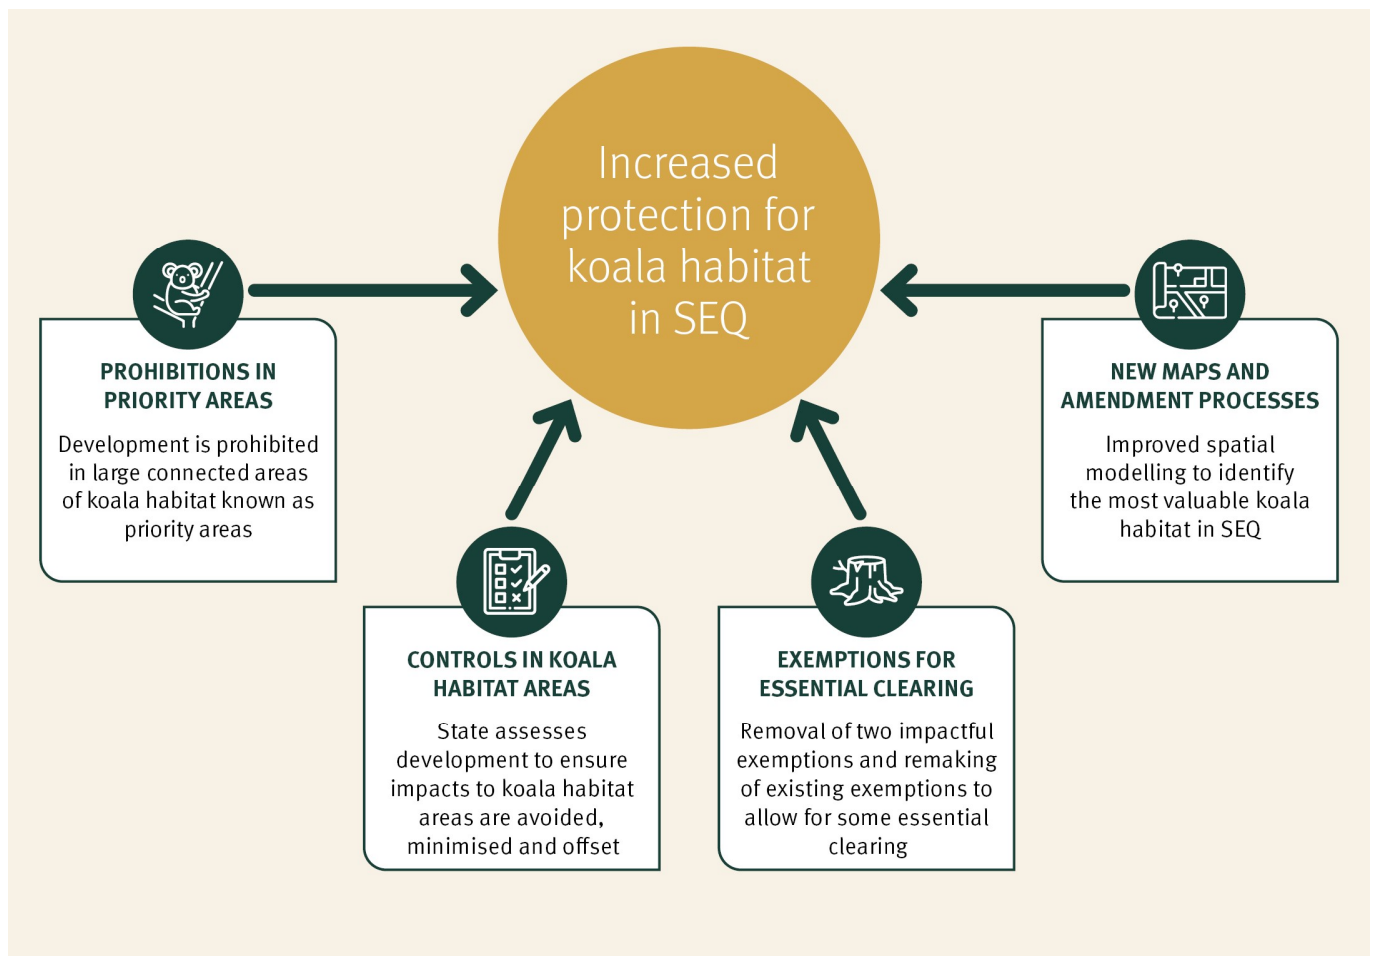 Increased
protection for
koala habitat
in SEQ
PROHIBITIONS IN
PRIORITY AREAS
Development is prohibited
in large connected areas
of koala habitat known as
priority areas
CONTROLS IN KOALA
HABITAT AREAS
State assesses
development to ensure
impacts to koala habitat
areas are avoided,
minimised and offset
EXEMPTIONS FOR
ESSENTIAL CLEARING
Removal of two impactful
exemptions and remaking
of existing exemptions to
allow for some essential
clearing
NEW MAPS AND
AMENDMENT PROCESSES
Improved spatial
modelling to identify
the most valuable koala
habitat in SEQ